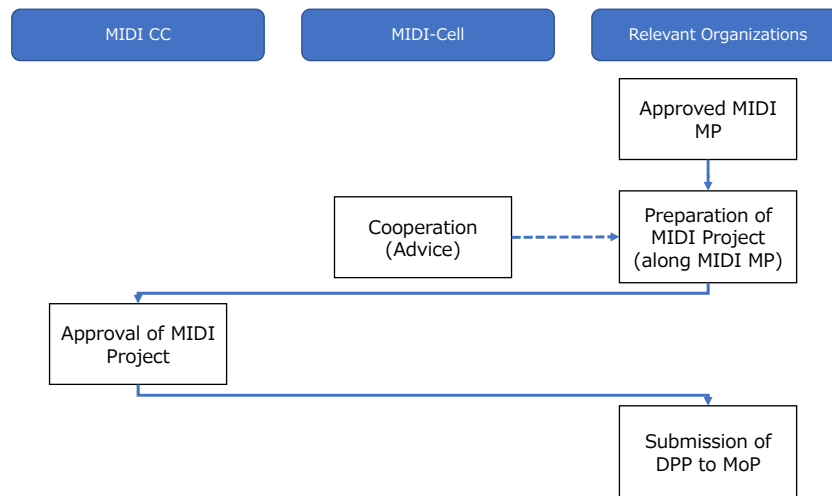 MIDI CC
MIDI-Cell
Relevant Organizations
Approved MIDI
MP
Cooperation
(Advice)
Preparation of
MIDI Project
(along MIDI MP)
Approval of MIDI
Project
Submission of
DPP to MoP